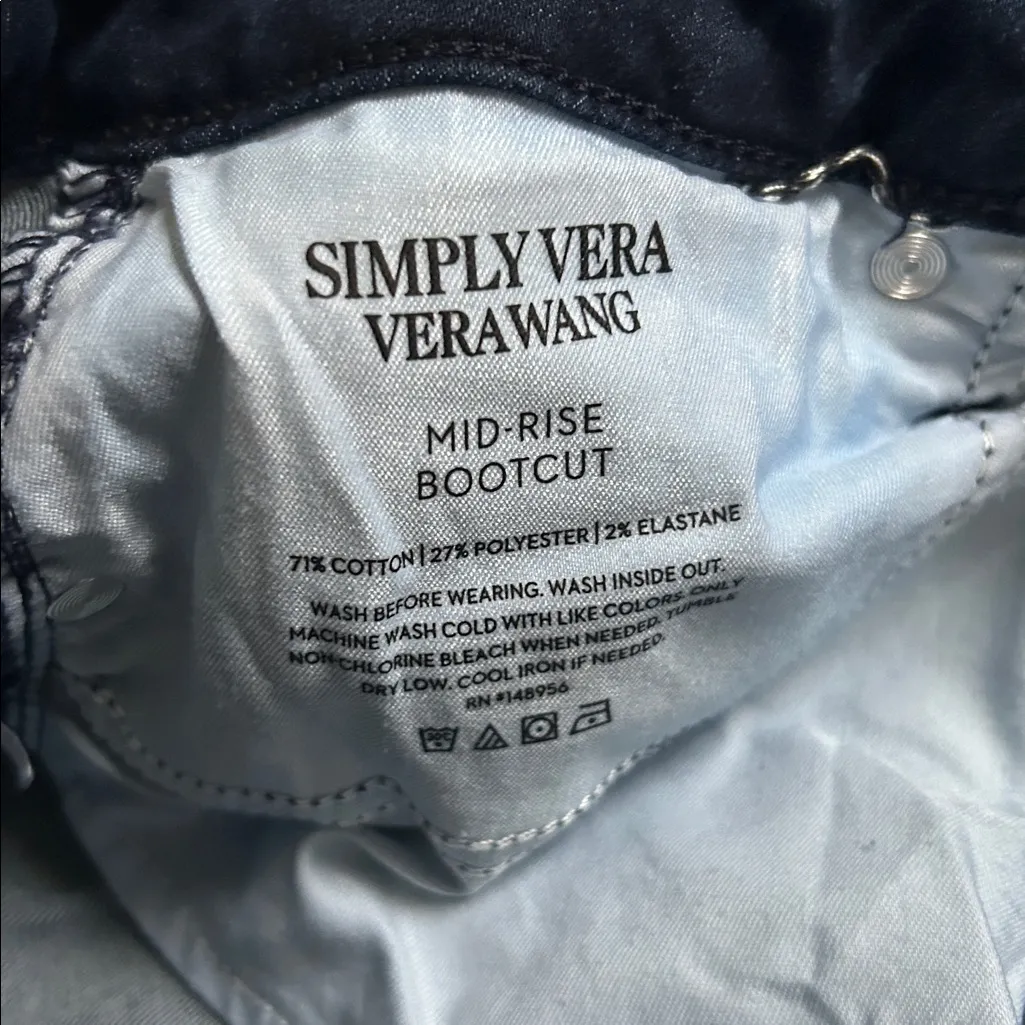 SIMPLY VERA
VERA WANG
MID-RISE
BOOTCUT
71% COTTON | 27% POLYESTER | 2% ELASTANE
WASH BEFORE WEARING. WASH INSIDE OUT.
MACHINE WASH COLD WITH LIKE COLORS. ONLY
NON-CHLORINE BLEACH WHEN NEEDED. TUMBLE
DRY LOW. COOL IRON IF NEEDED.
RN #148956
30C